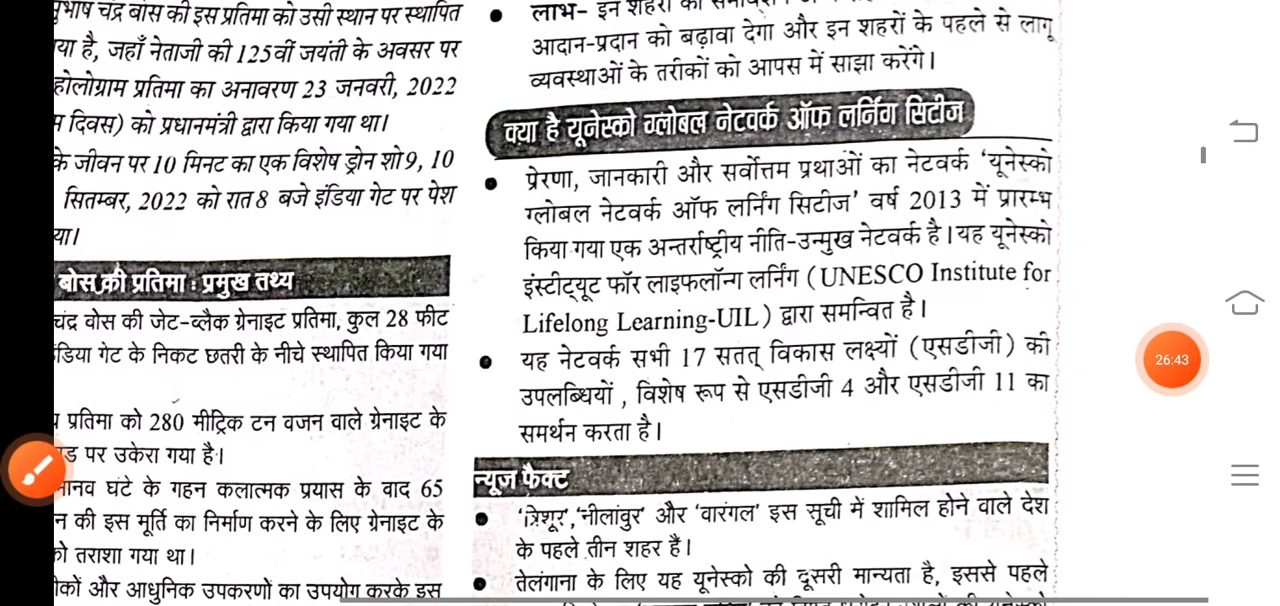 सुभाष चंद्र बोस की इस प्रतिमा को उसी स्थान पर स्थापित
या है, जहाँ नेताजी की 125वीं जयंती के अवसर पर
होलोग्राम प्रतिमा का अनावरण 23 जनवरी, 2022
म दिवस) को प्रधानमंत्री द्वारा किया गया था।
के जीवन पर 10 मिनट का एक विशेष ड्रोन शो 9, 10
सितम्बर, 2022 को रात 8 बजे इंडिया गेट पर पेश
या।
बोस की प्रतिमा : प्रमुख तथ्य
चंद्र वोस की जेट-ब्लैक ग्रेनाइट प्रतिमा, कुल 28 फीट
डिया गेट के निकट छतरी के नीचे स्थापित किया गया
प्रतिमा को 280 मीट्रिक टन वजन वाले ग्रेनाइट के
ड पर उकेरा गया है।
मानव घंटे के गहन कलात्मक प्रयास के वाद 65
न की इस मूर्ति का निर्माण करने के लिए ग्रेनाइट के
को तराशा गया था।
ीकों और आधुनिक उपकरणों का उपयोग करके इस
• लाभ- इन शहरों का
आदान-प्रदान को बढ़ावा देगा और इन शहरों के पहले से लागू
व्यवस्थाओं के तरीकों को आपस में साझा करेंगे।
क्या है यूनेस्को ग्लोबल नेटवर्क ऑफ लर्निंग सिटीज
• प्रेरणा, जानकारी और सर्वोत्तम प्रथाओं का नेटवर्क 'यूनेस्को
ग्लोबल नेटवर्क ऑफ लर्निंग सिटीज' वर्ष 2013 में प्रारम्भ
किया गया एक अन्तर्राष्ट्रीय नीति-उन्मुख नेटवर्क है। यह यूनेस्को
इंस्टीट्यूट फॉर लाइफलॉन्ग लर्निंग (UNESCO Institute for
Lifelong Learning-UIL) द्वारा समन्वित है।
• यह नेटवर्क सभी 17 सतत् विकास लक्ष्यों (एसडीजी) की
उपलब्धियों, विशेष रूप से एसडीजी 4 और एसडीजी 11 का
समर्थन करता है।
न्यूज फैक्ट
• 'त्रिशूर','नीलांवुर' और 'वारंगल' इस सूची में शामिल होने वाले देश
के पहले तीन शहर हैं।
• तेलंगाना के लिए यह यूनेस्को की दूसरी मान्यता है, इससे पहले
26:43